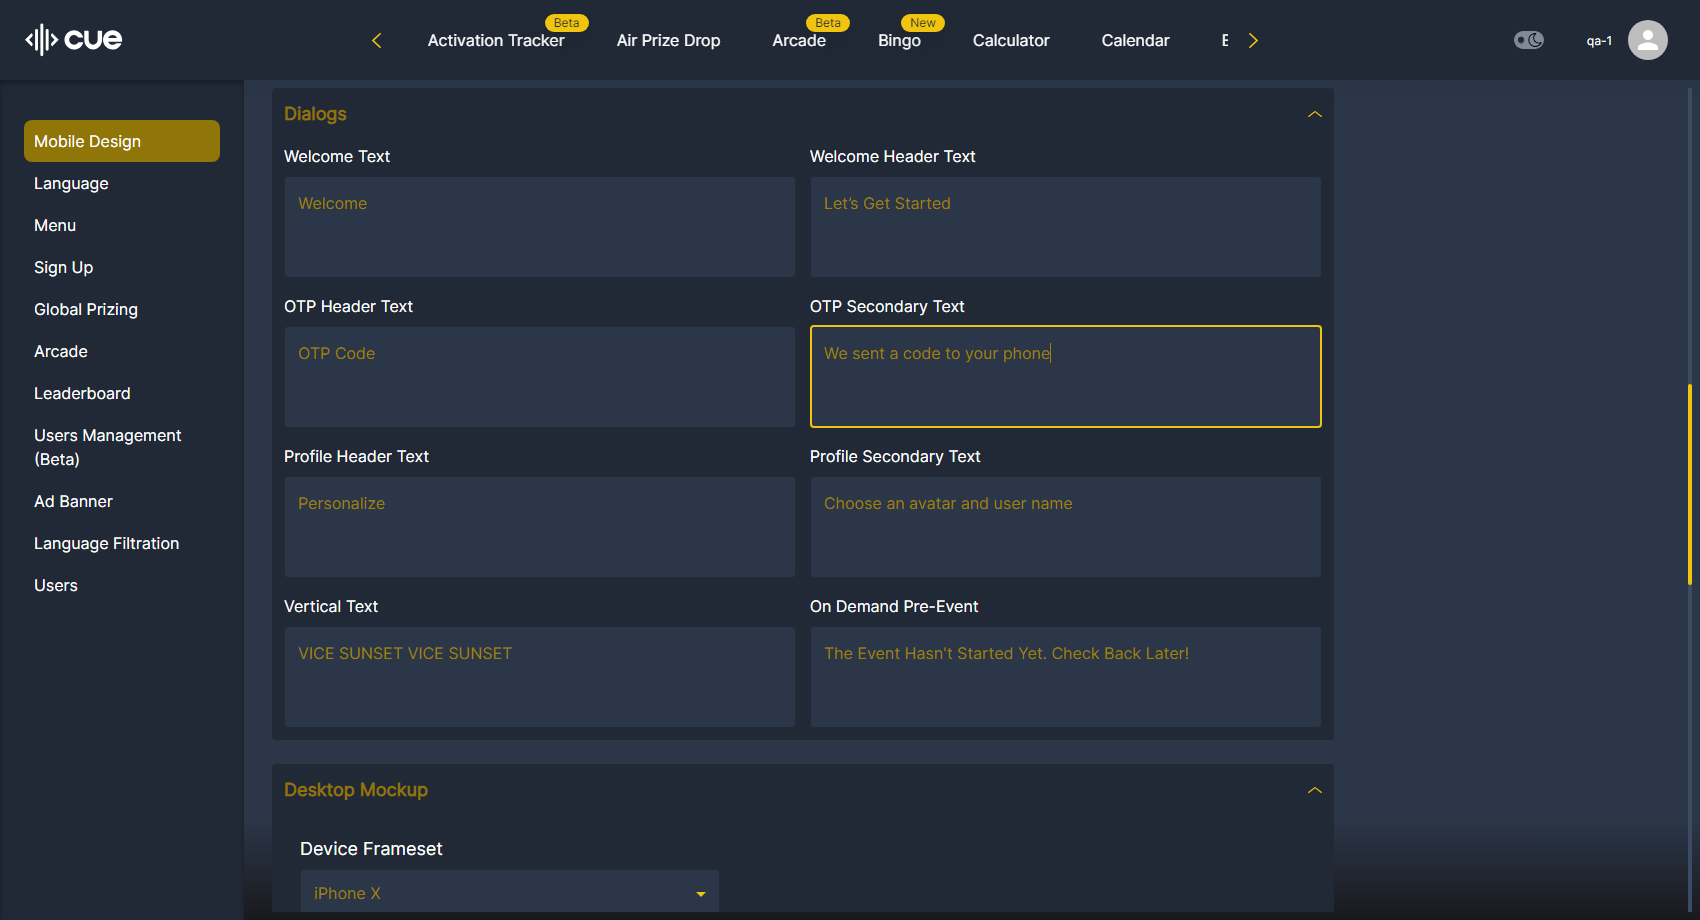 cue
Beta
Beta
New
Activation Tracker
Air Prize Drop
Arcade
Bingo
Calculator
Calendar
qa-1
Mobile Design
Language
Menu
Sign Up
Global Prizing
Arcade
Leaderboard
Users Management
(Beta)
Ad Banner
Language Filtration
Users
Dialogs
Welcome Text
Welcome Header Text
Welcome
Let’s Get Started
OTP Header Text
OTP Secondary Text
OTP Code
We sent a code to your phone
Profile Header Text
Profile Secondary Text
Personalize
Choose an avatar and user name
Vertical Text
On Demand Pre-Event
VICE SUNSET VICE SUNSET
The Event Hasn't Started Yet. Check Back Later!
Desktop Mockup
Device Frameset
iPhone X